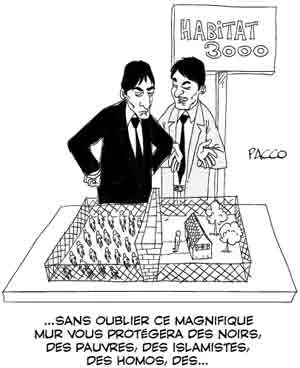 HABITAT
3000
PACCO
...SANS OUBLIER CE MAGNIFIQUE
MUR VOUS PROTÉGERA DES NOIRS,
DES PAUVRES, DES ISLAMISTES,
DES HOMOS, DES...